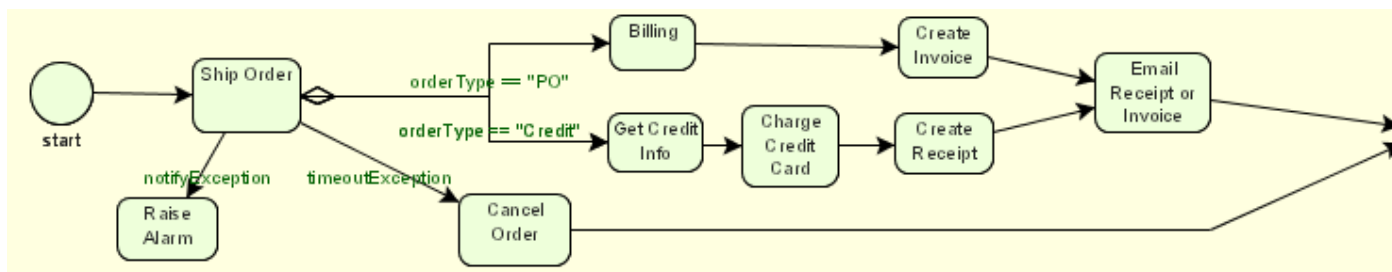 start
Ship Order
orderType == "PO"
orderType == "Credit"
notifyException
timeoutException
Raise
Alarm
Cancel
Order
Billing
Get Credit
Info
Charge
Credit
Card
Create
Invoice
Create
Receipt
Email
Receipt or
Invoice